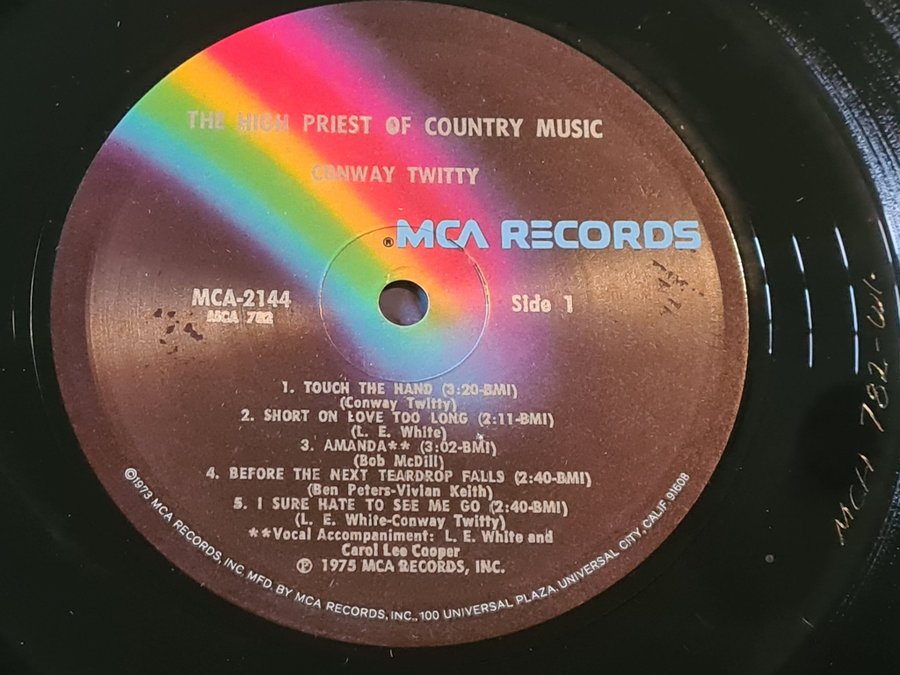 THE HIGH PRIEST OF COUNTRY MUSIC
CONWAY TWITTY
® MCA RECORDS
MCA-2144
MCA 782
Side 1
1. TOUCH THE HAND (3:20-BMI)
(Conway Twitty)
2. SHORT ON LOVE TOO LONG (2:11-BMI)
(L. E. White)
3. AMANDA** (3:02-BMI)
(Bob McDill)
4. BEFORE THE NEXT TEARDROP FALLS (2:40-BMI)
(Ben Peters-Vivian Keith)
5. I SURE HATE TO SEE ME GO (2:40-BMI)
(L. E. White-Conway Twitty)
**Vocal Accompaniment: L. E. White and
Carol Lee Cooper
℗ 1975 MCA RECORDS, INC.
©1973 MCA RECORDS, INC. MFD. BY MCA RECORDS, INC., 100 UNIVERSAL PLAZA, UNIVERSAL CITY, CALIF. 91608
MCA 782